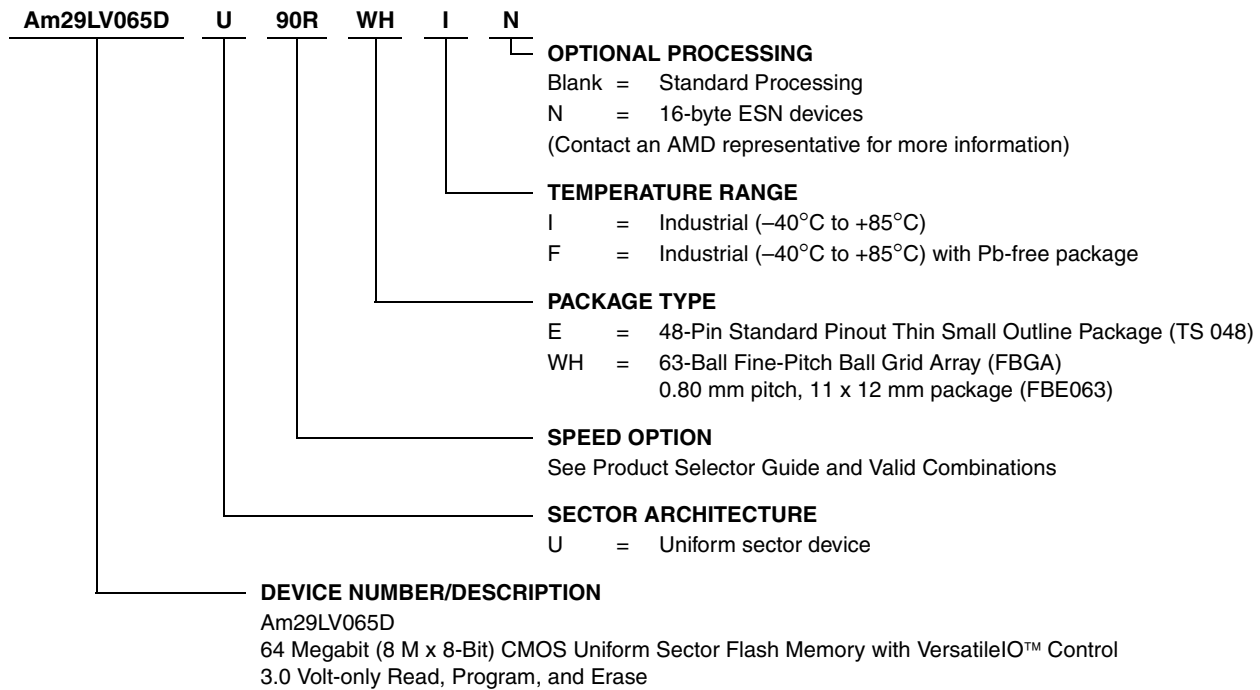 Am29LV065D U 90R WH I N
OPTIONAL PROCESSING
Blank = Standard Processing
N = 16-byte ESN devices
(Contact an AMD representative for more information)
TEMPERATURE RANGE
I = Industrial (–40°C to +85°C)
F = Industrial (–40°C to +85°C) with Pb-free package
PACKAGE TYPE
E = 48-Pin Standard Pinout Thin Small Outline Package (TS 048)
WH = 63-Ball Fine-Pitch Ball Grid Array (FBGA)
0.80 mm pitch, 11 x 12 mm package (FBE063)
SPEED OPTION
See Product Selector Guide and Valid Combinations
SECTOR ARCHITECTURE
U = Uniform sector device
DEVICE NUMBER/DESCRIPTION
Am29LV065D
64 Megabit (8 M x 8-Bit) CMOS Uniform Sector Flash Memory with VersatileIO™ Control
3.0 Volt-only Read, Program, and Erase